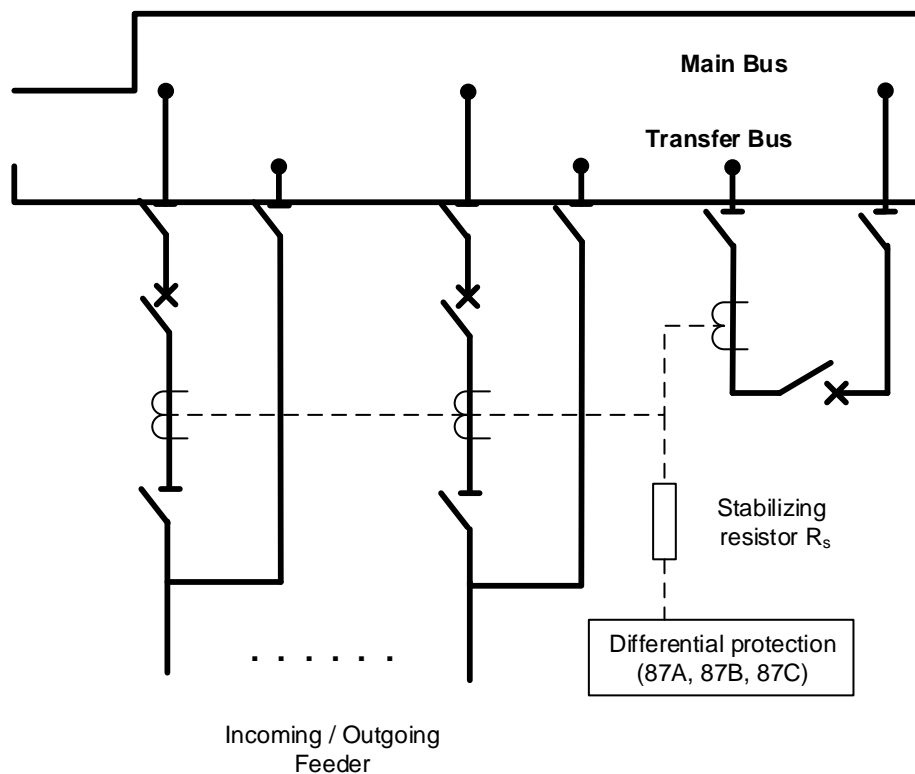 Main Bus
Transfer Bus
Stabilizing
resistor Rs
Differential protection
(87A, 87B, 87C)
. . . . . .
Incoming / Outgoing
Feeder